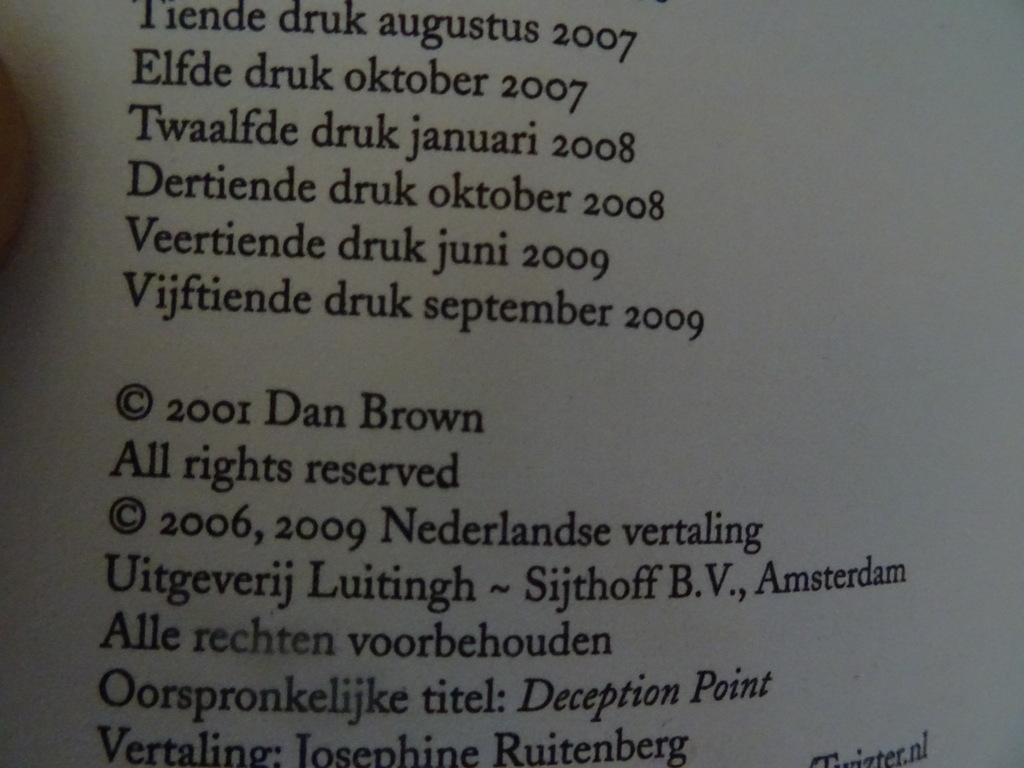 Tiende druk augustus 2007
Elfde druk oktober 2007
Twaalfde druk januari 2008
Dertiende druk oktober 2008
Veertiende druk juni 2009
Vijftiende druk september 2009
© 2001 Dan Brown
All rights reserved
© 2006, 2009 Nederlandse vertaling
Uitgeverij Luitingh ~ Sijthoff B.V., Amsterdam
Alle rechten voorbehouden
Oorspronkelijke titel: Deception Point
Vertaling: Josephine Ruitenberg
Twizter.nl